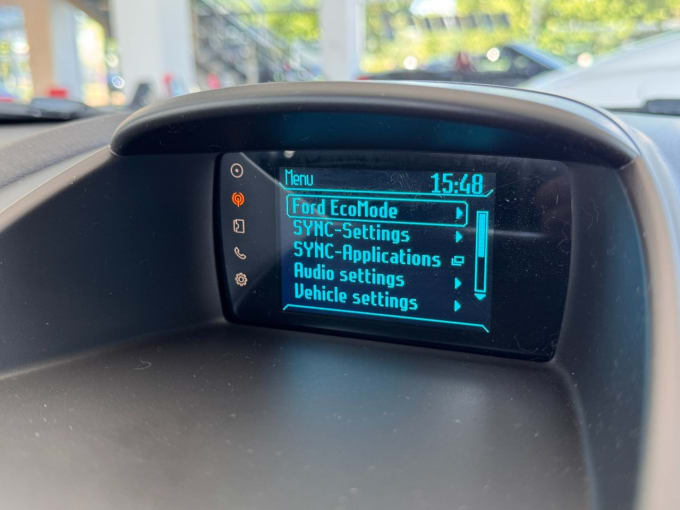 Menu 15:48
Ford EcoMode
SYNC-Settings
SYNC-Applications
Audio settings
Vehicle settings